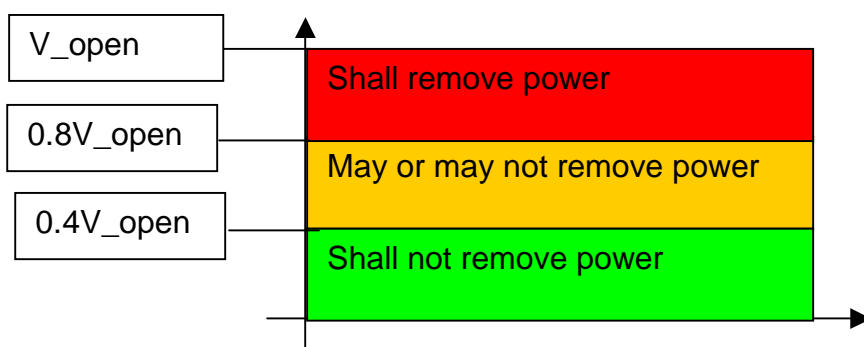 V_open
Shall remove power
0.8V_open
May or may not remove power
0.4V_open
Shall not remove power